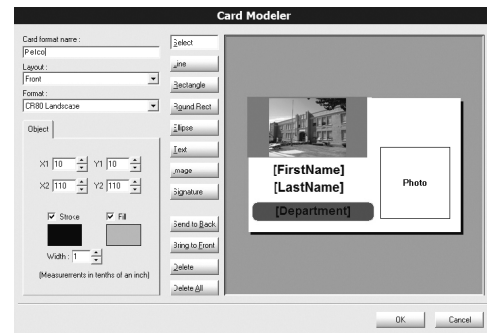 Card Modeler
Card format name :
Pelco
Layout :
Front
Format :
CR80 Landscape
Object
X1 10 Y1 10
X2 110 Y2 110
Stroke Fill
Width : 1
(Measurements in tenths of an inch)
Select
Line
Rectangle
Round Rect
Ellipse
Text
Image
Signature
Send to Back
Bring to Front
Delete
Delete All
[FirstName]
[LastName]
[Department]
Photo
OK Cancel